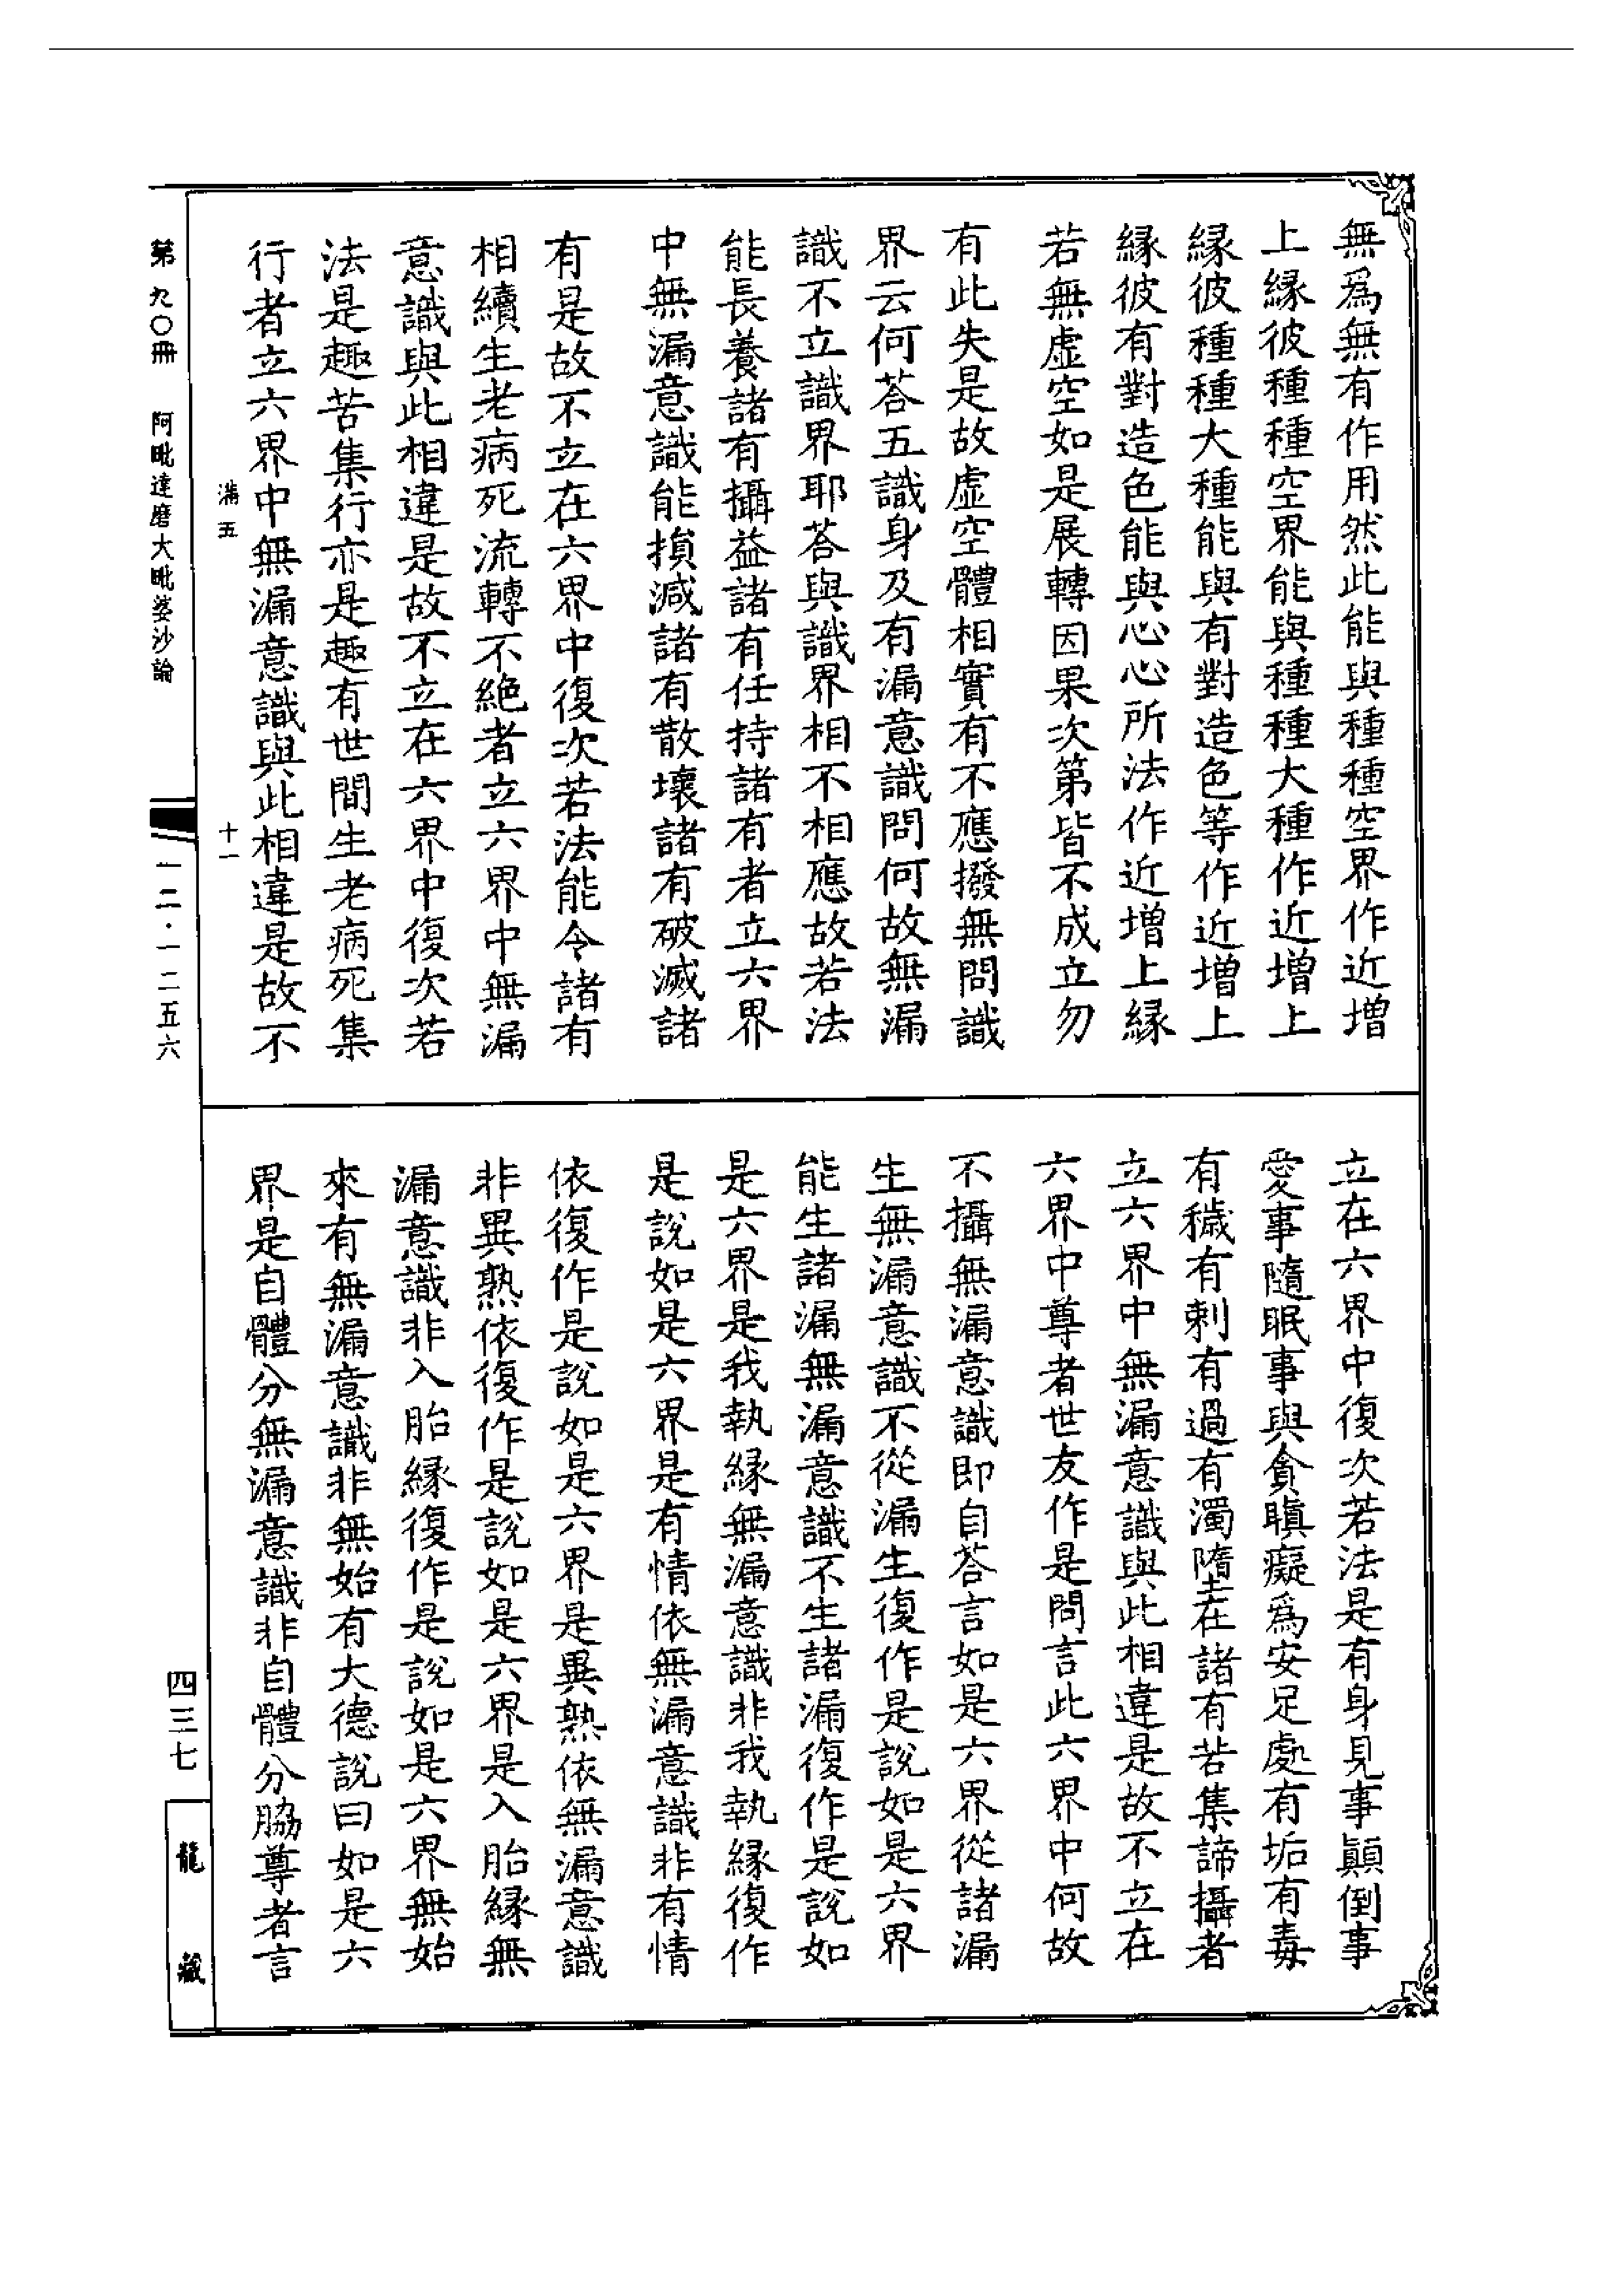 無爲無有作用然此能與種種空界作近增
上緣彼種種空界能與種種大種作近增上
緣彼種種大種能與有對造色等作近增上
緣彼有對造色能與心心所法作近增上緣
若無虛空如是展轉因果次第皆不成立勿
有此失是故虛空體相實有不應撥無問識
界云何荅五識身及有漏意識問何故無漏
識不立識界耶荅與識界相不相應故若法
能長養諸有攝益諸有任持諸有者立六界
中無漏意識能損減諸有散壞諸有破滅諸
有是故不立在六界中復次若法能令諸有
相續生老病死流轉不絶者立六界中無漏
意識與此相違是故不立在六界中復次若
法是趣苦集行亦是趣有世間生老病死集
行者立六界中無漏意識與此相違是故不
滿五
十一
立在六界中復次若法是有身見事顛倒事
愛事隨眠事與貪瞋癡爲安足處有垢有毒
有穢有刺有過有濁墮在諸有苦集諦攝者
立六界中無漏意識與此相違是故不立在
六界中尊者世友作是問言此六界中何故
不攝無漏意識即自荅言如是六界從諸漏
生無漏意識不從漏生復作是說如是六界
能生諸漏無漏意識不生諸漏復作是說如
是六界是我執緣無漏意識非我執緣復作
是說如是六界是有情依無漏意識非有情
依復作是說如是六界是異熟依無漏意識
非異熟依復作是說如是六界是入胎緣無
漏意識非入胎緣復作是說如是六界無始
來有無漏意識非無始有大德說曰如是六
界是自體分無漏意識非自體分脇尊者言
第九〇冊 阿毗達磨大毗婆沙論
一二·一二五六
四三七
龍藏